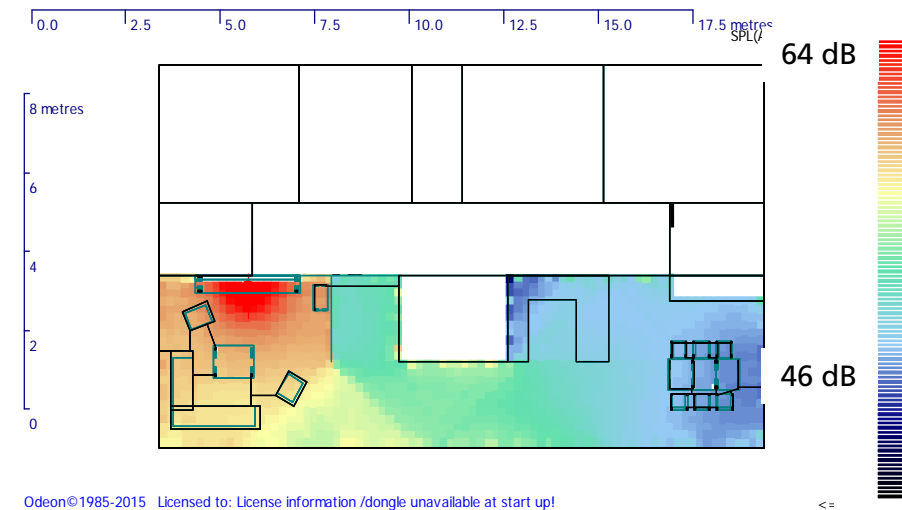 0.0 2.5 5.0 7.5 10.0 12.5 15.0 17.5 metres
SPL(A
64 dB
8 metres
6
4
2
46 dB
0
Odeon©1985-2015 Licensed to: License information /dongle unavailable at start up!
<=